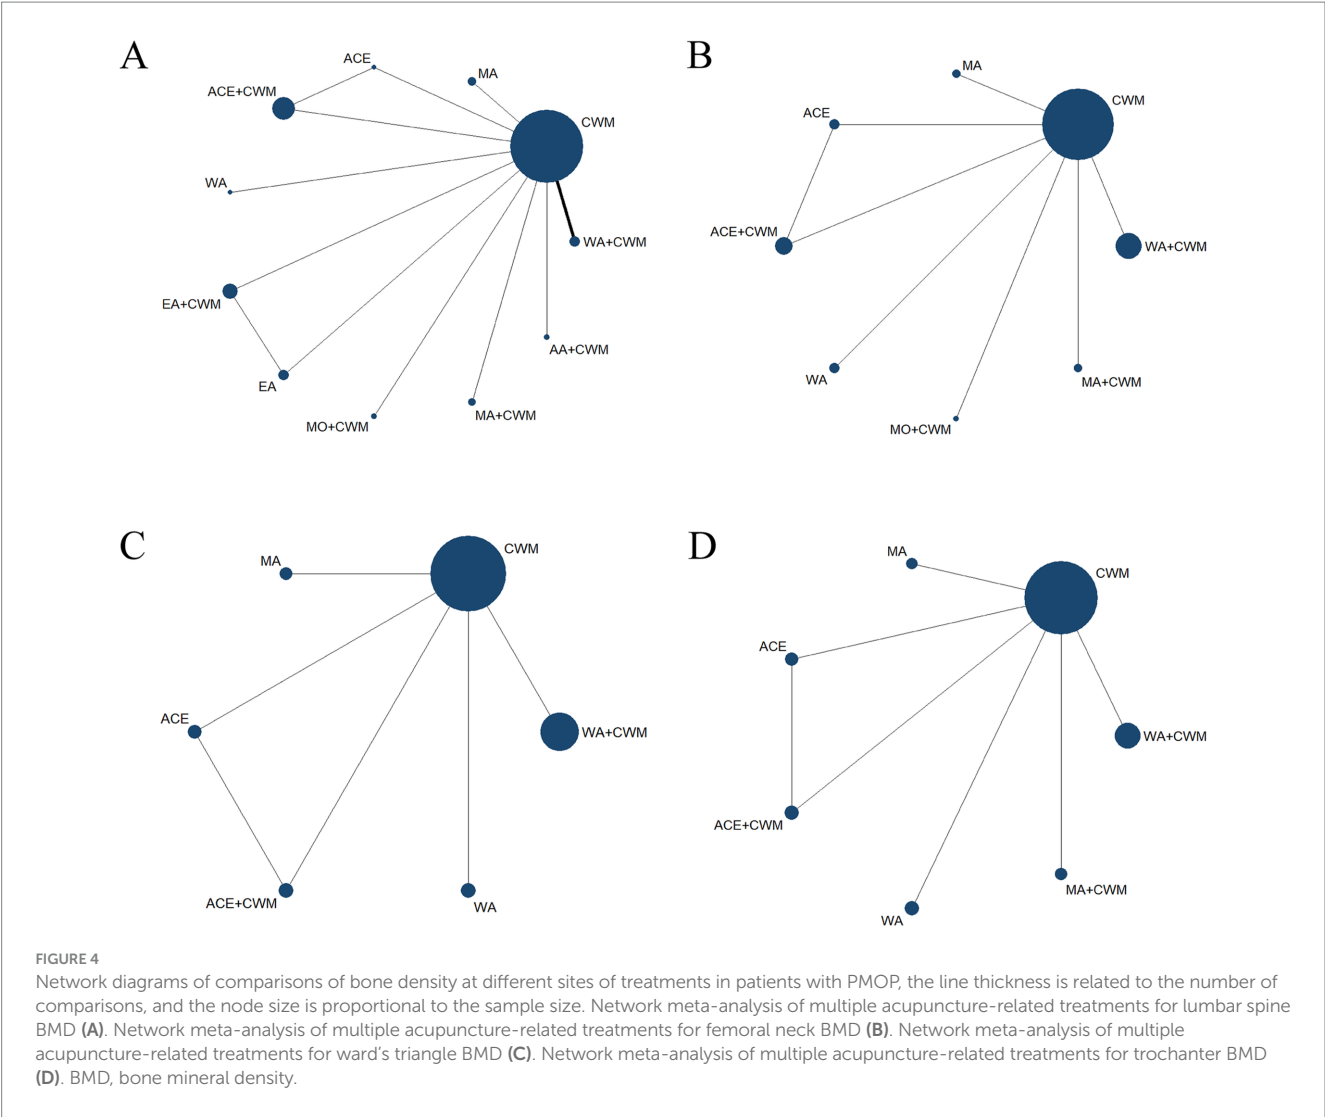 A
ACE
MA
ACE+CWM
CWM
WA
WA+CWM
EA+CWM
AA+CWM
EA
MA+CWM
MO+CWM
B
MA
CWM
ACE
ACE+CWM
WA+CWM
WA
MA+CWM
MO+CWM
C
CWM
MA
ACE
WA+CWM
ACE+CWM
WA
D
MA
CWM
ACE
WA+CWM
ACE+CWM
MA+CWM
WA
FIGURE 4
Network diagrams of comparisons of bone density at different sites of treatments in patients with PMOP, the line thickness is related to the number of
comparisons, and the node size is proportional to the sample size. Network meta-analysis of multiple acupuncture-related treatments for lumbar spine
BMD (A). Network meta-analysis of multiple acupuncture-related treatments for femoral neck BMD (B). Network meta-analysis of multiple
acupuncture-related treatments for ward's triangle BMD (C). Network meta-analysis of multiple acupuncture-related treatments for trochanter BMD
(D). BMD, bone mineral density.